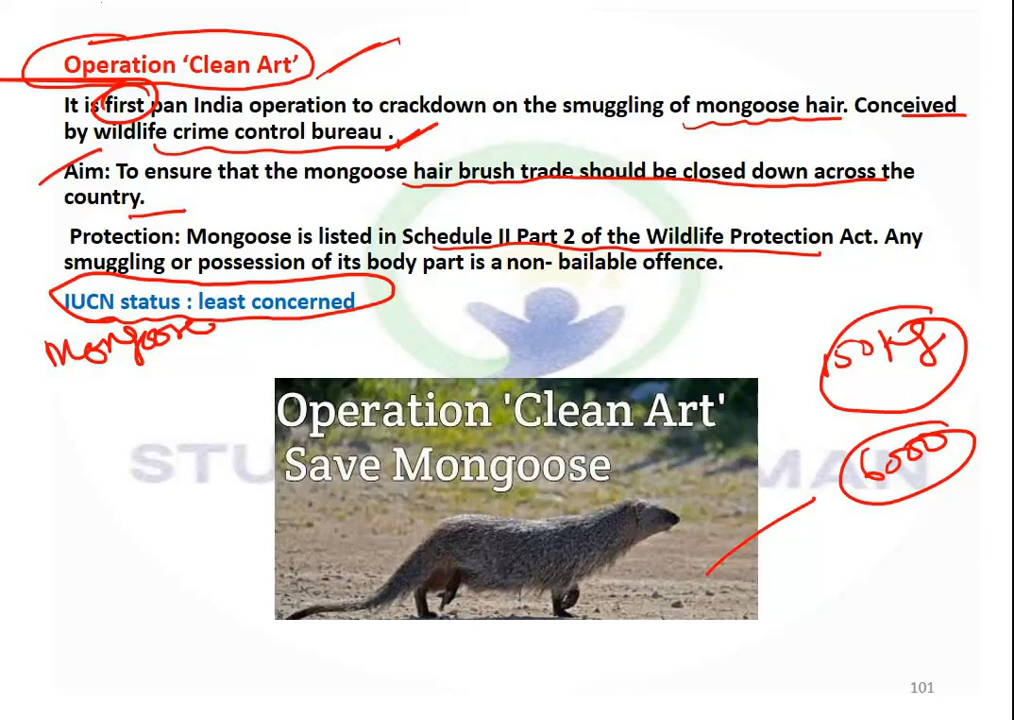 Operation ‘Clean Art’
It is first pan India operation to crackdown on the smuggling of mongoose hair. Conceived
by wildlife crime control bureau .
Aim: To ensure that the mongoose hair brush trade should be closed down across the
country.
Protection: Mongoose is listed in Schedule II Part 2 of the Wildlife Protection Act. Any
smuggling or possession of its body part is a non- bailable offence.
IUCN status : least concerned
Mongoose
150 kg
6000
Operation 'Clean Art'
Save Mongoose
STU MAN
101